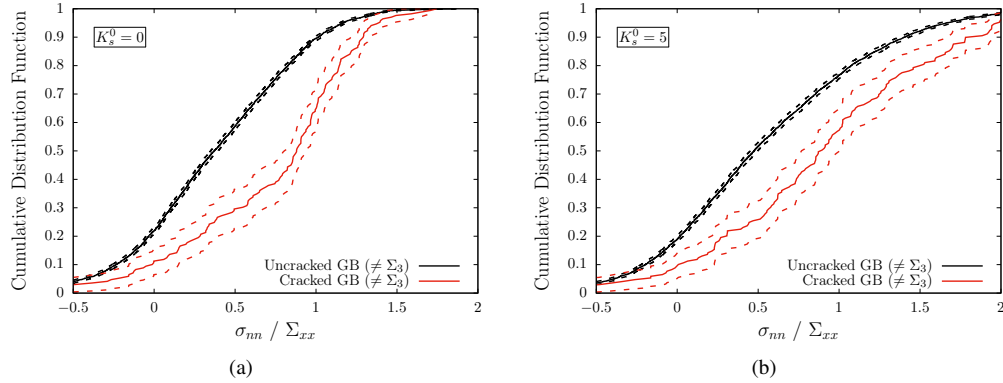 1
0.9
0.8
0.7
0.6
0.5
0.4
0.3
0.2
0.1
0
Cumulative Distribution Function
K_s^0 = 0
Uncracked GB (≠ Σ₃)
Cracked GB (≠ Σ₃)
−0.5 0 0.5 1 1.5 2
σ_nn / Σ_xx
(a)
1
0.9
0.8
0.7
0.6
0.5
0.4
0.3
0.2
0.1
0
Cumulative Distribution Function
K_s^0 = 5
Uncracked GB (≠ Σ₃)
Cracked GB (≠ Σ₃)
−0.5 0 0.5 1 1.5 2
σ_nn / Σ_xx
(b)